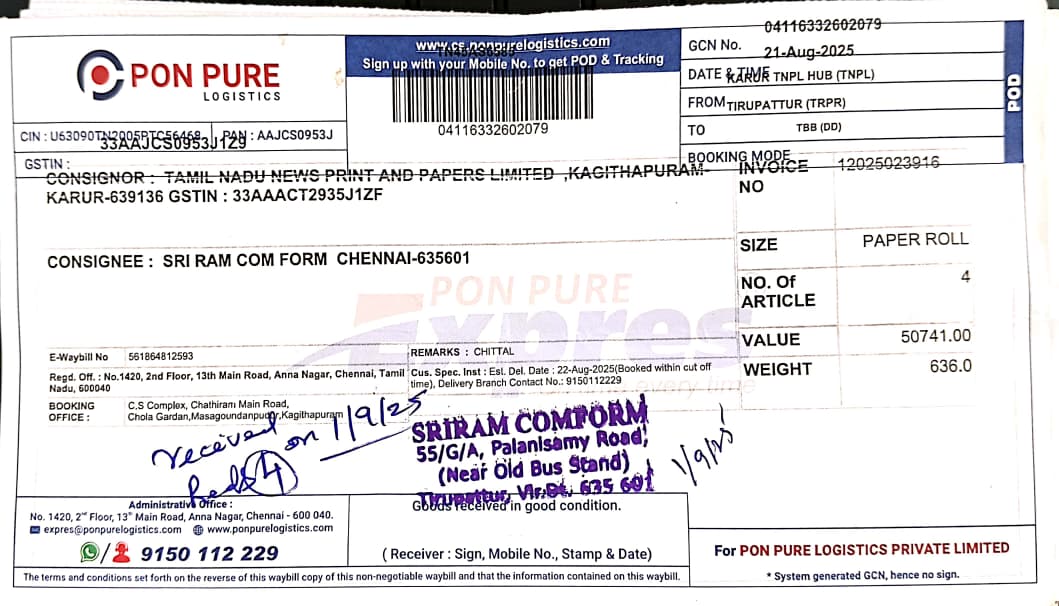 PON PURE
LOGISTICS
CIN : U63090TN2005PTC56468 PAN : AAJCS0953J
33AAJCS0953J1Z9
GSTIN :
www.cs.ponpurelogistics.com
Sign up with your Mobile No. to get POD & Tracking
04116332602079
04116332602079
GCN No.
21-Aug-2025
DATE & TIME
KARUR TNPL HUB (TNPL)
FROM TIRUPATTUR (TRPR)
TO TBB (DD)
BOOKING MODE
POD
CONSIGNOR : TAMIL NADU NEWS PRINT AND PAPERS LIMITED ,KAGITHAPURAM-
KARUR-639136 GSTIN : 33AAACT2935J1ZF
INVOICE NO 12025023916
CONSIGNEE : SRI RAM COM FORM CHENNAI-635601
SIZE PAPER ROLL
NO. Of ARTICLE 4
VALUE 50741.00
WEIGHT 636.0
PON PURE
Expres
every time
E-Waybill No 561864812593
REMARKS : CHITTAL
Regd. Off. : No.1420, 2nd Floor, 13th Main Road, Anna Nagar, Chennai, Tamil
Nadu, 600040
Cus. Spec. Inst : Est. Del. Date : 22-Aug-2025(Booked within cut off
time), Delivery Branch Contact No.: 9150112229
BOOKING OFFICE : C.S Complex, Chathiram Main Road,
Chola Gardan,Masagoundanpudur,Kagithapuram
received on 1/9/25
4
SRIRAM COMFORM
55/G/A, Palanisamy Road,
(Near Old Bus Stand)
Tirupattur, Vlr.Dt. 635 601
1/9/25
Goods received in good condition.
(Receiver : Sign, Mobile No., Stamp & Date)
Administrative Office :
No. 1420, 2nd Floor, 13th Main Road, Anna Nagar, Chennai - 600 040.
expres@ponpurelogistics.com www.ponpurelogistics.com
/ 9150 112 229
For PON PURE LOGISTICS PRIVATE LIMITED
* System generated GCN, hence no sign.
The terms and conditions set forth on the reverse of this waybill copy of this non-negotiable waybill and that the information contained on this waybill.